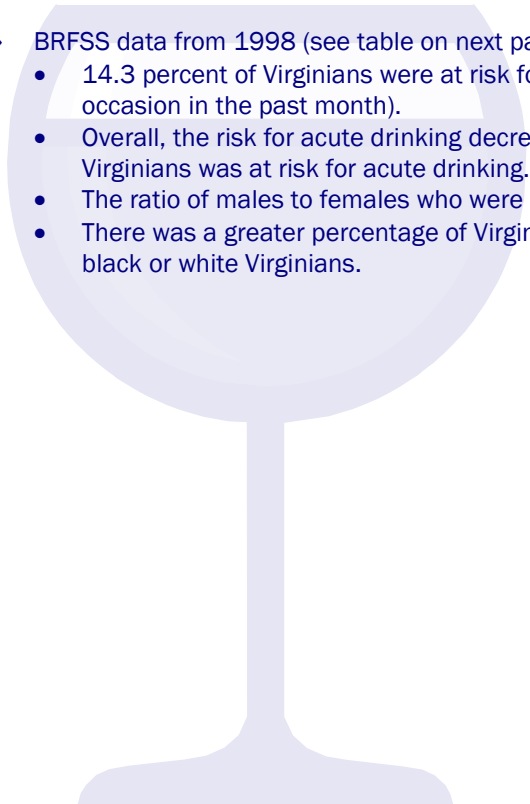 BRFSS data from 1998 (see table on next pa
• 14.3 percent of Virginians were at risk fo
occasion in the past month).
• Overall, the risk for acute drinking decre
Virginians was at risk for acute drinking.
• The ratio of males to females who were
• There was a greater percentage of Virgin
black or white Virginians.